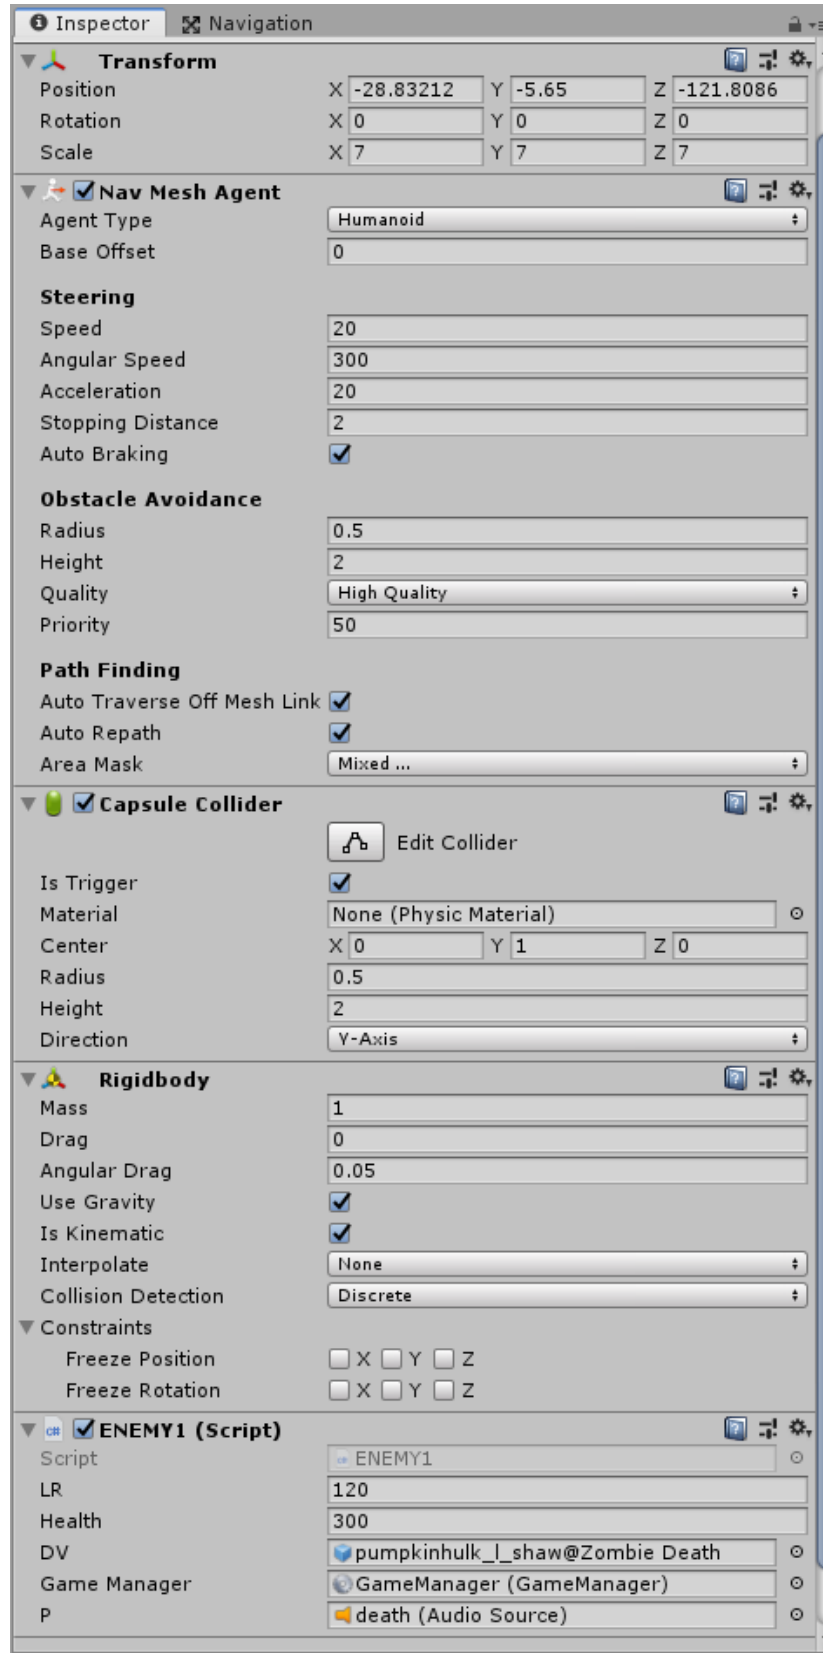 Inspector Navigation
Transform
Position X -28.83212 Y -5.65 Z -121.8086
Rotation X 0 Y 0 Z 0
Scale X 7 Y 7 Z 7
Nav Mesh Agent
Agent Type Humanoid
Base Offset 0
Steering
Speed 20
Angular Speed 300
Acceleration 20
Stopping Distance 2
Auto Braking
Obstacle Avoidance
Radius 0.5
Height 2
Quality High Quality
Priority 50
Path Finding
Auto Traverse Off Mesh Link
Auto Repath
Area Mask Mixed ...
Capsule Collider
Edit Collider
Is Trigger
Material None (Physic Material)
Center X 0 Y 1 Z 0
Radius 0.5
Height 2
Direction Y-Axis
Rigidbody
Mass 1
Drag 0
Angular Drag 0.05
Use Gravity
Is Kinematic
Interpolate None
Collision Detection Discrete
Constraints
Freeze Position X Y Z
Freeze Rotation X Y Z
c# ENEMY1 (Script)
Script ENEMY1
LR 120
Health 300
DV pumpkinhulk_l_shaw@Zombie Death
Game Manager GameManager (GameManager)
P death (Audio Source)